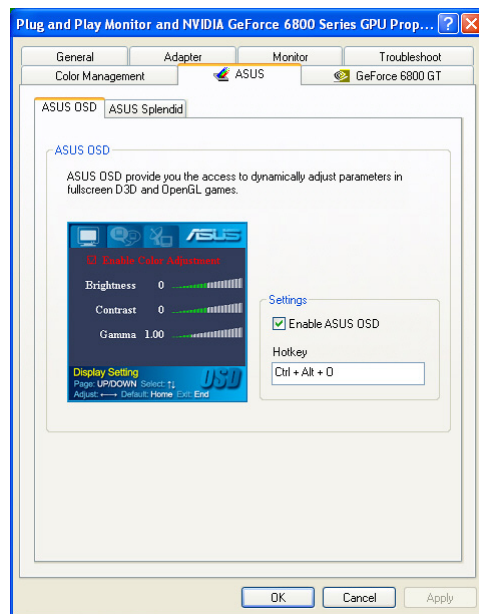 Plug and Play Monitor and NVIDIA GeForce 6800 Series GPU Prop...
General Adapter Monitor Troubleshoot
Color Management ASUS GeForce 6800 GT
ASUS OSD ASUS Splendid
ASUS OSD
ASUS OSD provide you the access to dynamically adjust parameters in
fullscreen D3D and OpenGL games.
ASUS
Enable Color Adjustment
Brightness 0
Contrast 0
Gamma 1.00
Display Setting
Page: UP/DOWN Select: ↑↓
Adjust: ←→ Default: Home Exit: End
OSD
Settings
Enable ASUS OSD
Hotkey
Ctrl + Alt + O
OK Cancel Apply